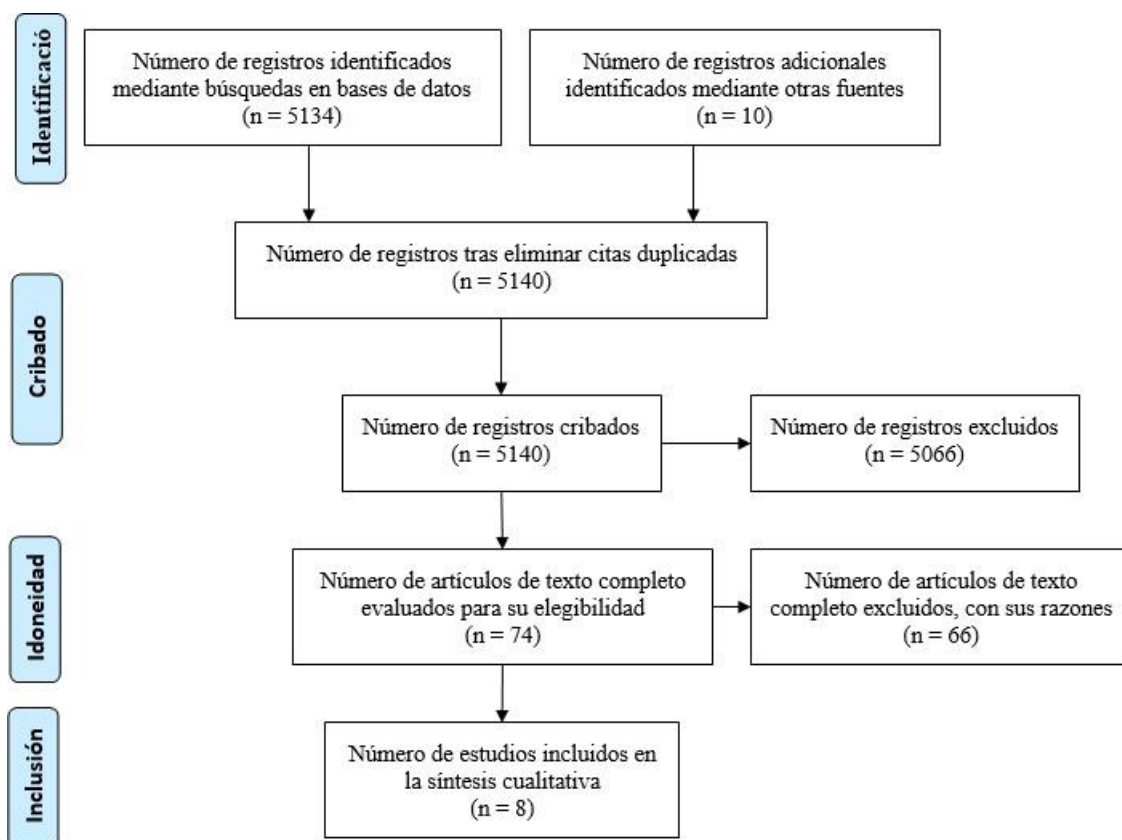 Identificació
Número de registros identificados
mediante búsquedas en bases de datos
(n = 5134)
Número de registros adicionales
identificados mediante otras fuentes
(n = 10)
Número de registros tras eliminar citas duplicadas
(n = 5140)
Cribado
Número de registros cribados
(n = 5140)
Número de registros excluidos
(n = 5066)
Idoneidad
Número de artículos de texto completo
evaluados para su elegibilidad
(n = 74)
Número de artículos de texto
completo excluidos, con sus razones
(n = 66)
Inclusión
Número de estudios incluidos en
la síntesis cualitativa
(n = 8)